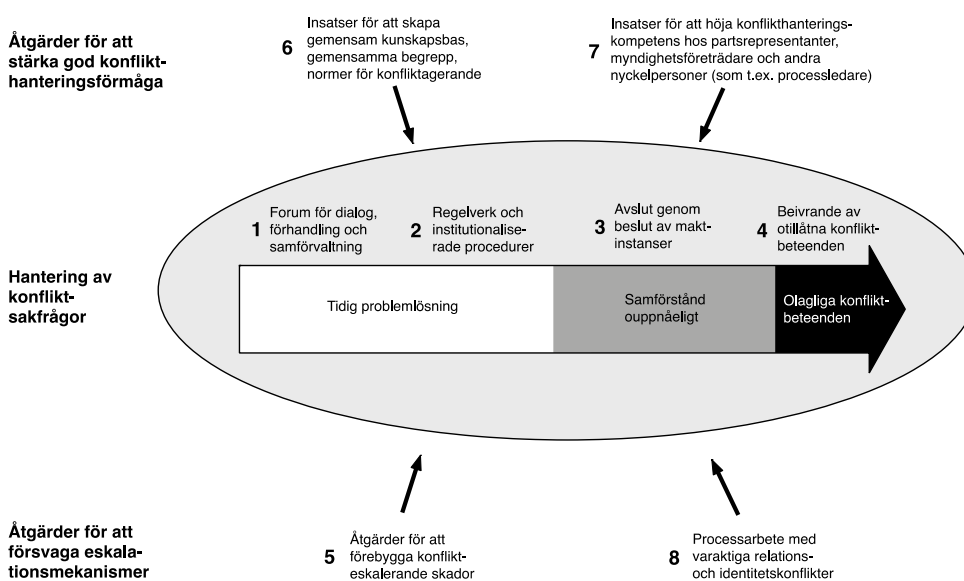 Åtgärder för att
stärka god konflikt-
hanteringsförmåga
6
Insatser för att skapa
gemensam kunskapsbas,
gemensamma begrepp,
normer för konfliktagerande
7
Insatser för att höja konflikthanterings-
kompetens hos partsrepresentanter,
myndighetsföreträdare och andra
nyckelpersoner (som t.ex. processledare)
Hantering av
konflikt-
sakfrågor
1
Forum för dialog,
förhandling och
samförvaltning
2
Regelverk och
institutionalise-
rade procedurer
3
Avslut genom
beslut av makt-
instanser
4
Beivrande av
otillåtna konflikt-
beteenden
Tidig problemlösning
Samförstånd
ouppnåeligt
Olagliga konflikt-
beteenden
Åtgärder för att
försvaga eskala-
tionsmekanismer
5
Åtgärder för att
förebygga konflikt-
eskalerande skador
8
Processarbete med
varaktiga relations-
och identitetskonflikter